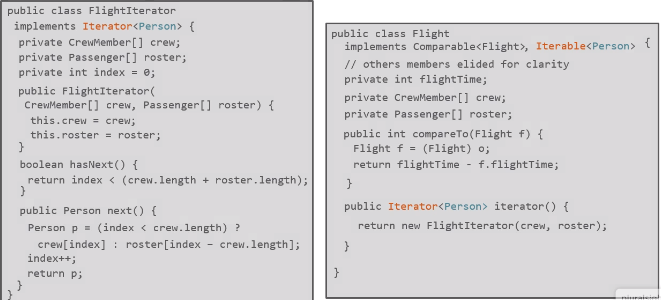 public class FlightIterator
implements Iterator<Person> {
private CrewMember[] crew;
private Passenger[] roster;
private int index = 0;
public FlightIterator(
CrewMember[] crew, Passenger[] roster) {
this.crew = crew;
this.roster = roster;
}
boolean hasNext() {
return index < (crew.length + roster.length);
}
public Person next() {
Person p = (index < crew.length) ?
crew[index] : roster[index - crew.length];
index++;
return p;
}
}
public class Flight
implements Comparable<Flight>, Iterable<Person> {
// others members elided for clarity
private int flightTime;
private CrewMember[] crew;
private Passenger[] roster;
public int compareTo(Flight f) {
Flight f = (Flight) o;
return flightTime - f.flightTime;
}
public Iterator<Person> iterator() {
return new FlightIterator(crew, roster);
}
}